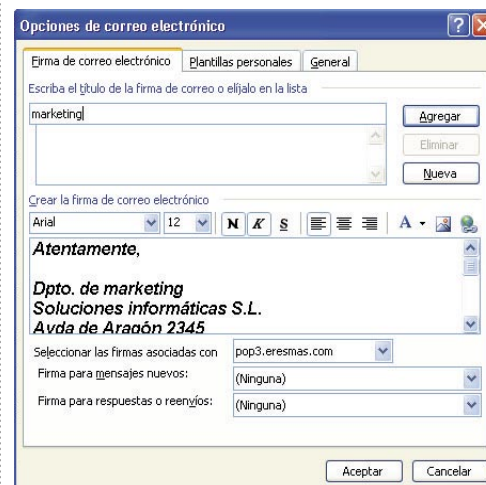 Opciones de correo electrónico
Firma de correo electrónico Plantillas personales General
Escriba el título de la firma de correo o elíjalo en la lista
marketing
Agregar
Eliminar
Nueva
Crear la firma de correo electrónico
Arial 12 N K S A
Atentamente,
Dpto. de marketing
Soluciones informáticas S.L.
Avda de Aragón 2345
Seleccionar las firmas asociadas con pop3.eresmas.com
Firma para mensajes nuevos: (Ninguna)
Firma para respuestas o reenvíos: (Ninguna)
Aceptar Cancelar